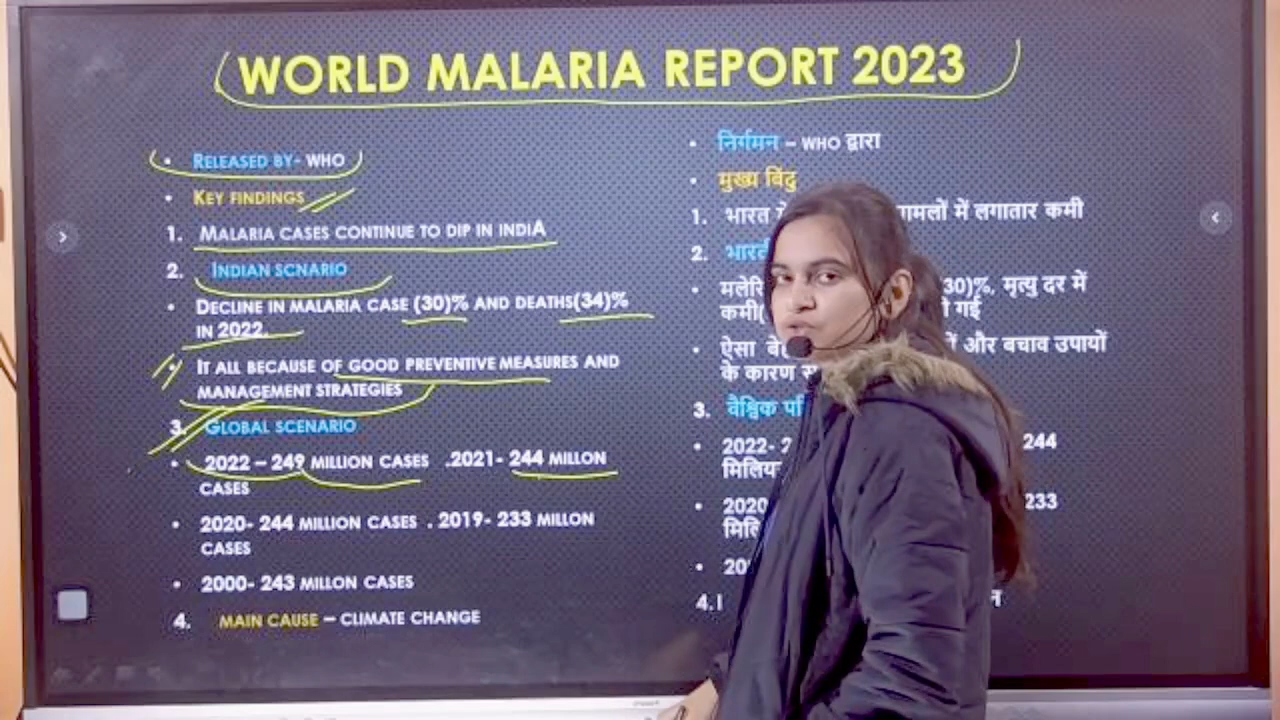 WORLD MALARIA REPORT 2023
• RELEASED BY- WHO
• KEY FINDINGS
1. MALARIA CASES CONTINUE TO DIP IN INDIA
2. INDIAN SCNARIO
• DECLINE IN MALARIA CASE (30)% AND DEATHS(34)%
IN 2022.
• IT ALL BECAUSE OF GOOD PREVENTIVE MEASURES AND
MANAGEMENT STRATEGIES
3. GLOBAL SCENARIO
• 2022 – 249 MILLION CASES .2021- 244 MILLON
CASES
• 2020- 244 MILLION CASES . 2019- 233 MILLON
CASES
• 2000- 243 MILLON CASES
4. MAIN CAUSE – CLIMATE CHANGE
• निर्गमन – WHO द्वारा
• मुख्य बिंदु
1. भारत में लगातार कमी
2.
• 30)%, मृत्यु दर में
कमी( गई
• ऐसा और बचाव उपायों
के कारण
3. वैश्विक
• 2022- 244
• 2020 233
•
4.